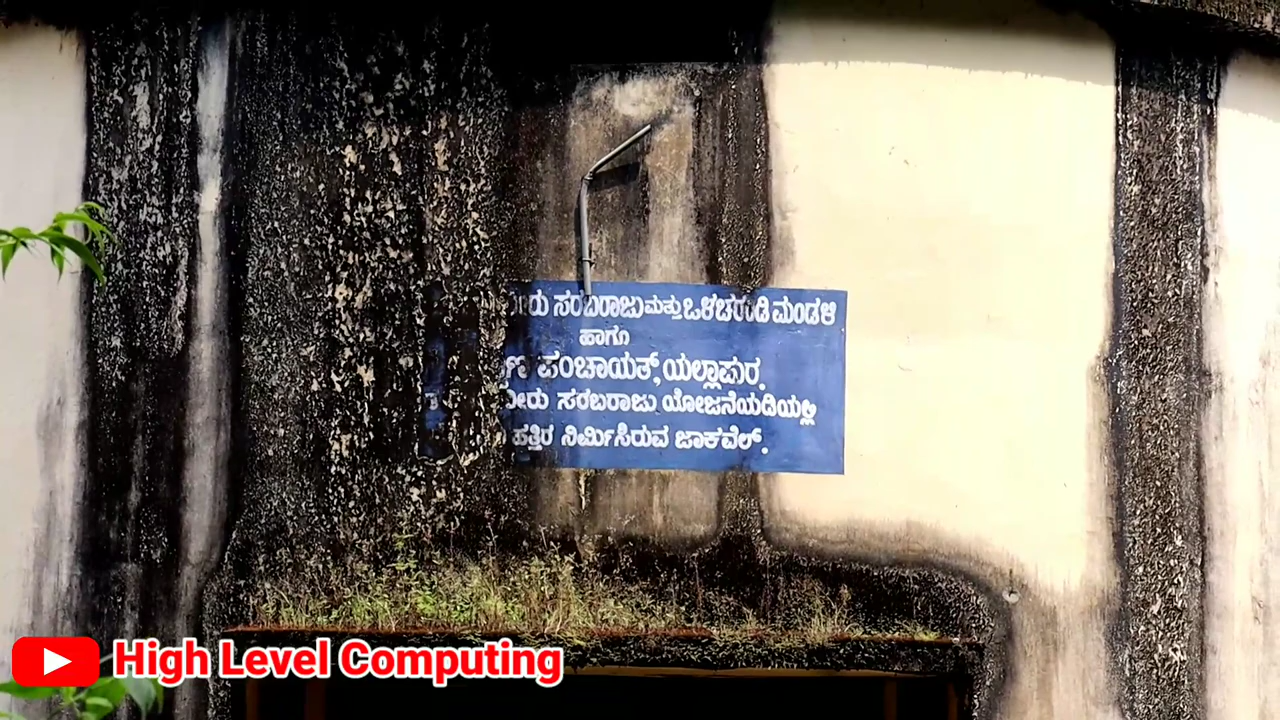 ಸರಬರಾಜು ಮತ್ತು ಒಳಚರಂಡಿ ಮಂಡಳಿ
ಹಾಗೂ
ಪಂಚಾಯತ್, ಯಲ್ಲಾಪುರ.
ಸರಬರಾಜು ಯೋಜನೆಯಡಿಯಲ್ಲಿ
ಹತ್ತಿರ ನಿರ್ಮಿಸಿರುವ ಜಾಕವೆಲ್.
High Level Computing